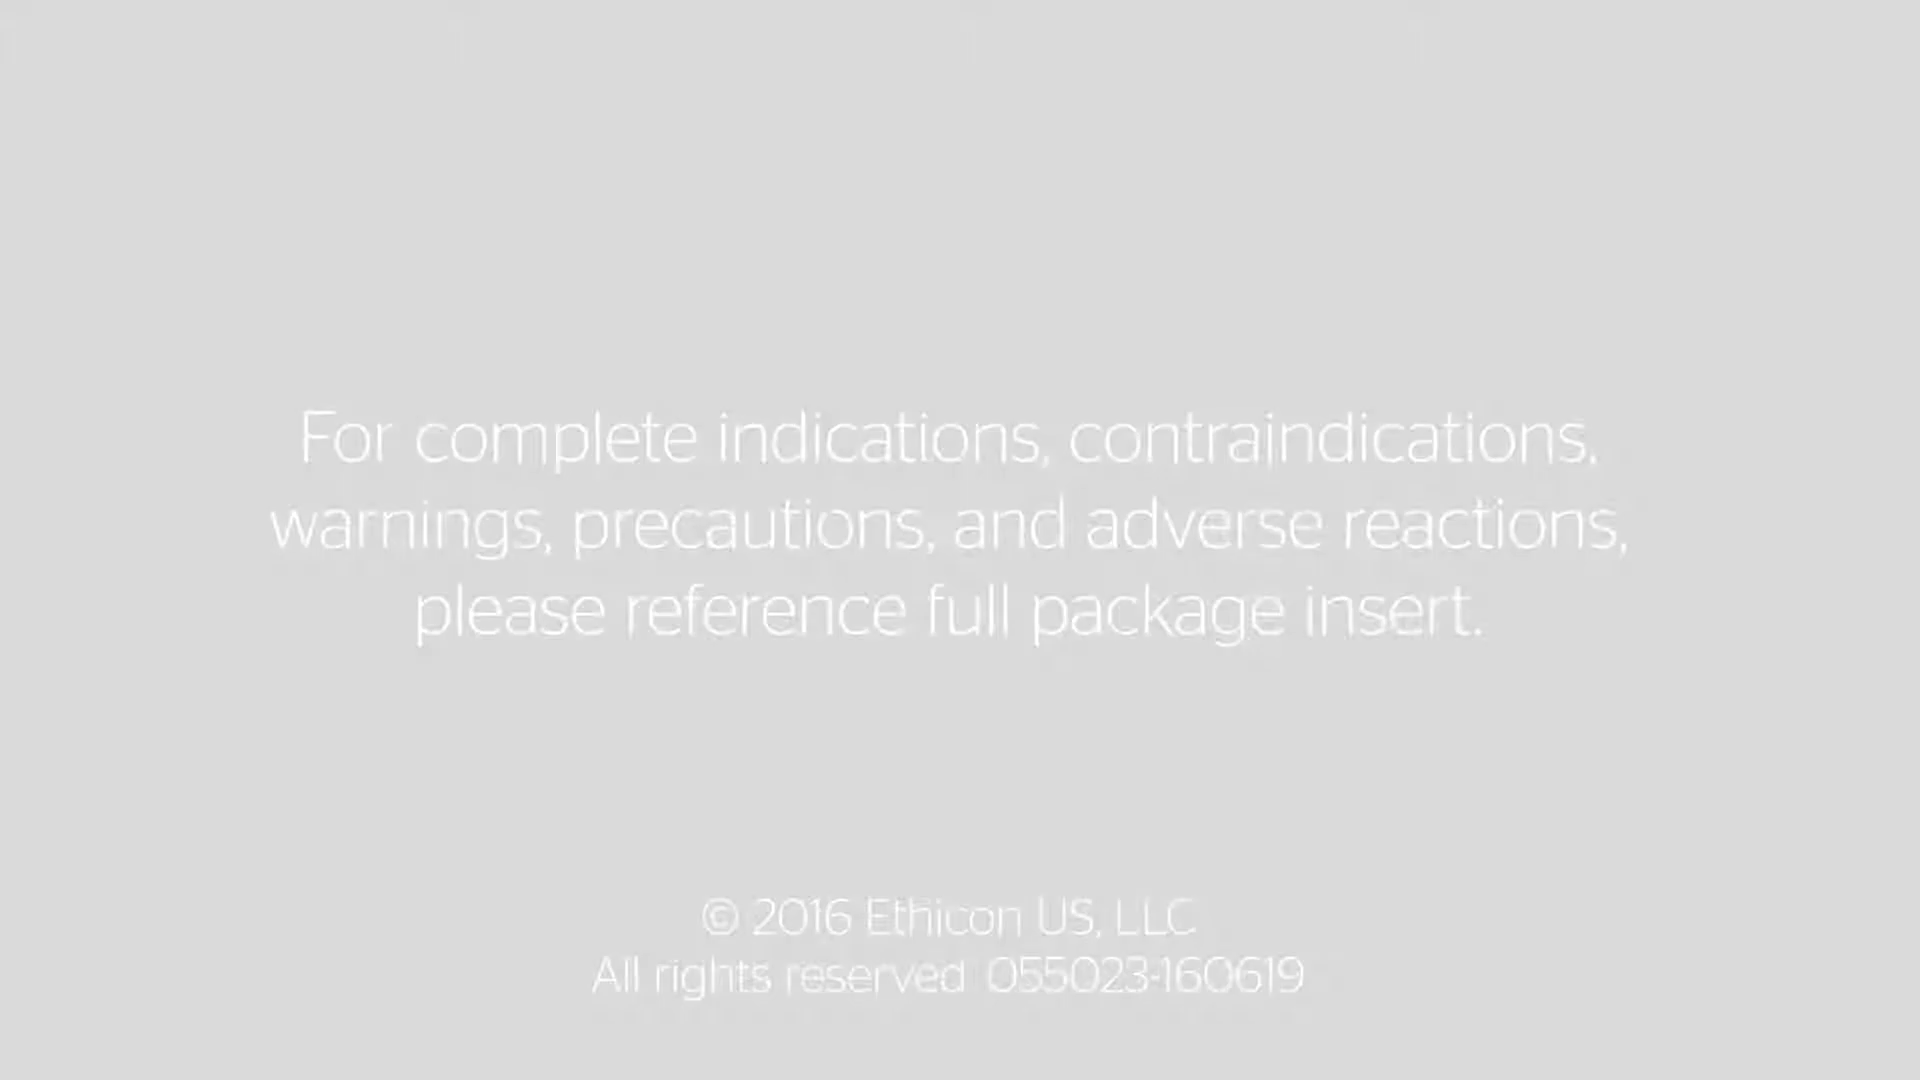 For complete indications, contraindications,
warnings, precautions, and adverse reactions,
please reference full package insert.
© 2016 Ethicon US, LLC
All rights reserved 055023-160619